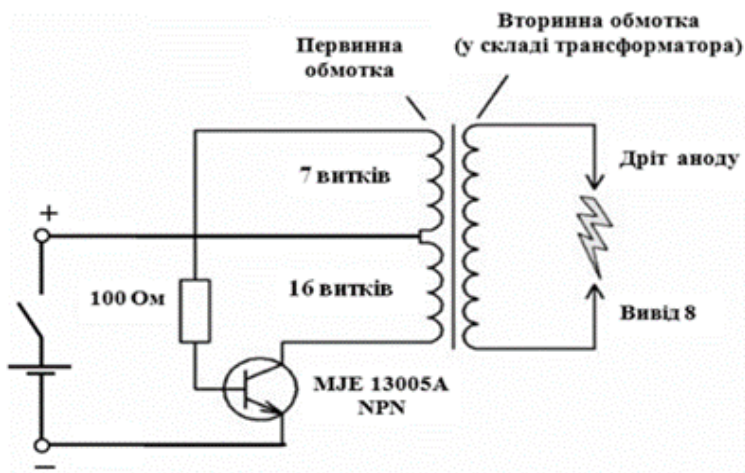 Первинна
обмотка
Вторинна обмотка
(у складі трансформатора)
7 витків
Дріт аноду
+
100 Ом
16 витків
Вивід 8
MJE 13005A
NPN
—